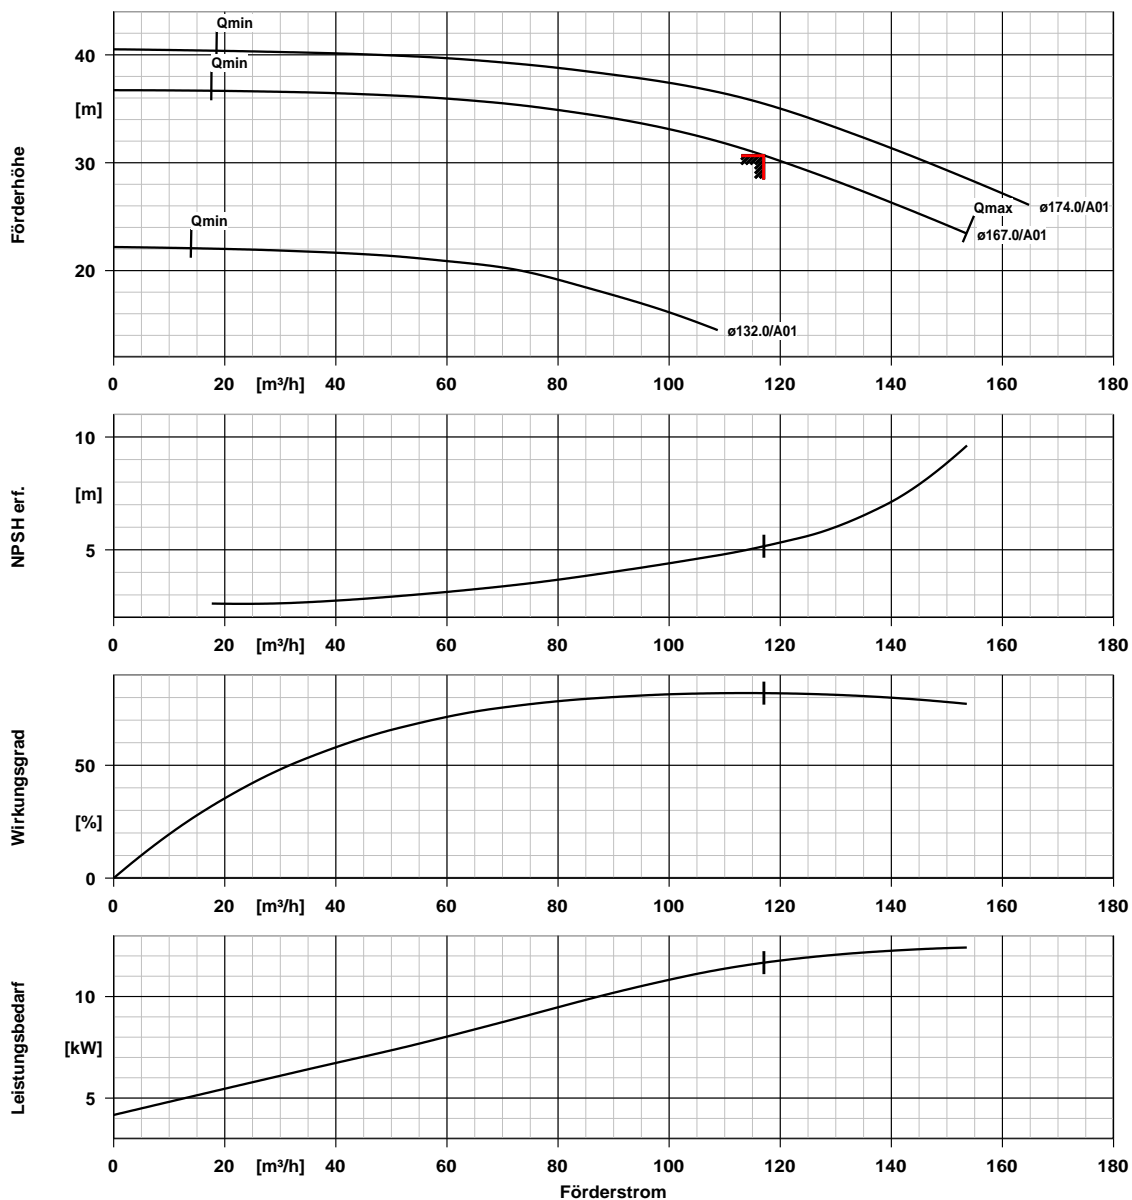 Qmin
40
Qmin
[m]
Förderhöhe
30
Qmin
Qmax
ø174.0/A01
ø167.0/A01
20
ø132.0/A01
0 20 [m³/h] 40 60 80 100 120 140 160 180
10
[m]
NPSH erf.
5
0 20 [m³/h] 40 60 80 100 120 140 160 180
Wirkungsgrad
50
[%]
0
0 20 [m³/h] 40 60 80 100 120 140 160 180
Leistungsbedarf
10
[kW]
5
0 20 [m³/h] 40 60 80 100 120 140 160 180
Förderstrom